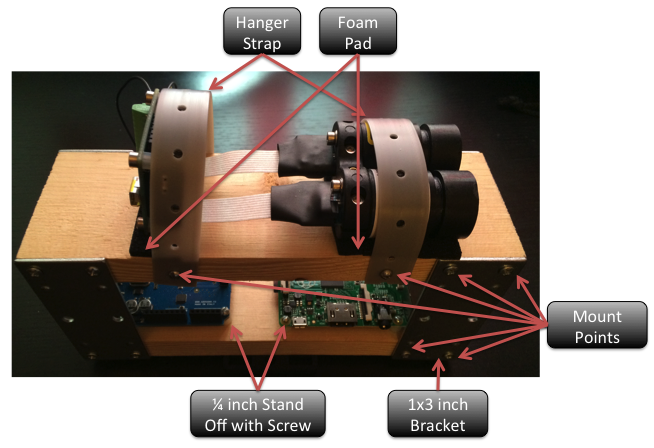 Hanger
Strap
Foam
Pad
Mount
Points
¼ inch Stand
Off with Screw
1x3 inch
Bracket